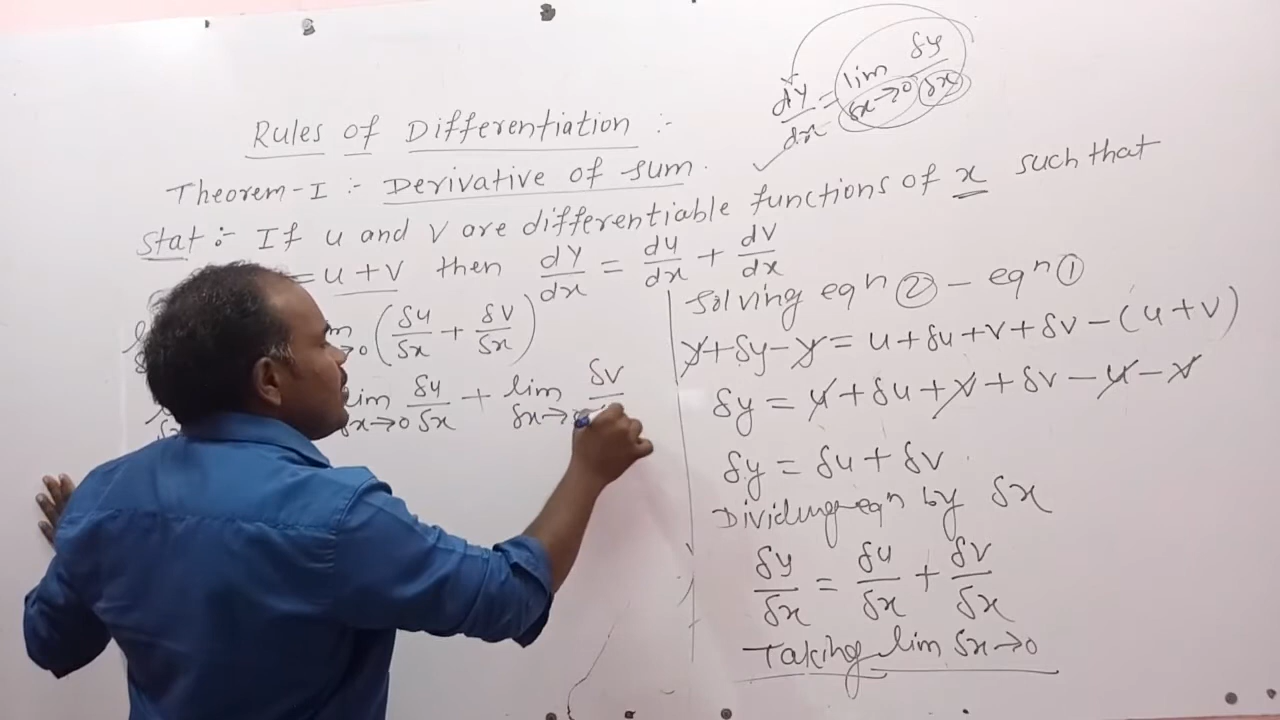 dy/dx = lim δx→0 δy/δx
Rules of Differentiation :-
Theorem-I :- Derivative of sum.
Stat :- If u and v are differentiable functions of x such that
= u + v then dy/dx = du/dx + dv/dx
→0 (δu/δx + δv/δx)
lim δx→0 δu/δx + lim δx→0 δv
Solving eqⁿ ② - eqⁿ ①
y + δy - y = u + δu + v + δv - (u + v)
δy = u + δu + v + δv - u - v
δy = δu + δv .
Dividing eqⁿ by δx
δy/δx = δu/δx + δv/δx
Taking lim δx→0